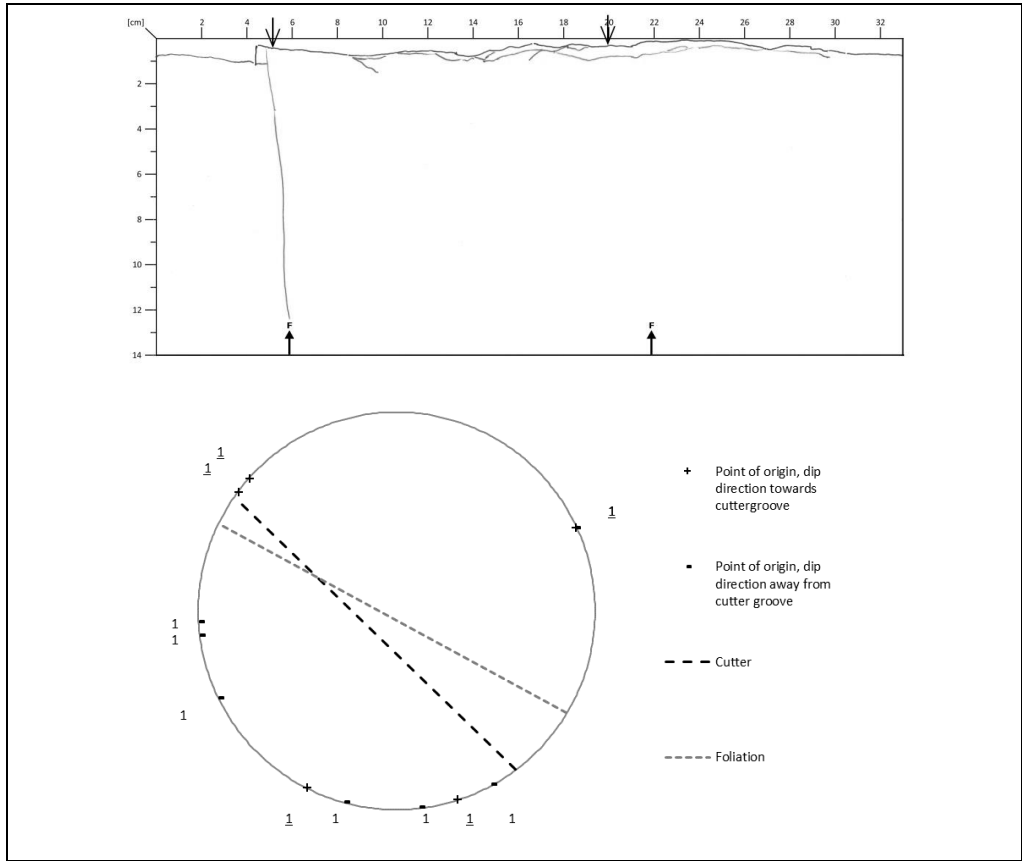 [cm] 2 4 6 8 10 12 14 16 18 20 22 24 26 28 30 32
2
4
6
8
10
12
F F
14
1
1
1
Point of origin, dip
direction towards
cuttergroove
Point of origin, dip
direction away from
cutter groove
1
1
Cutter
1
Foliation
1 1 1 1 1